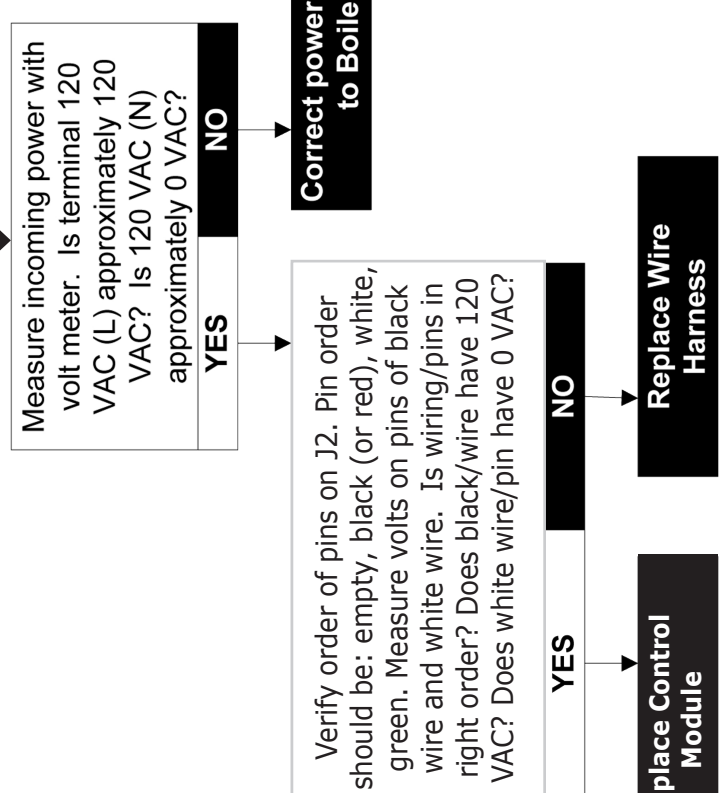 Measure incoming power with
volt meter. Is terminal 120
VAC (L) approximately 120
VAC? Is 120 VAC (N)
approximately 0 VAC?
YES
NO
Correct power
to Boile
Verify order of pins on J2. Pin order
should be: empty, black (or red), white,
green. Measure volts on pins of black
wire and white wire. Is wiring/pins in
right order? Does black/wire have 120
VAC? Does white wire/pin have 0 VAC?
YES
NO
Replace Wire
Harness
place Control
Module